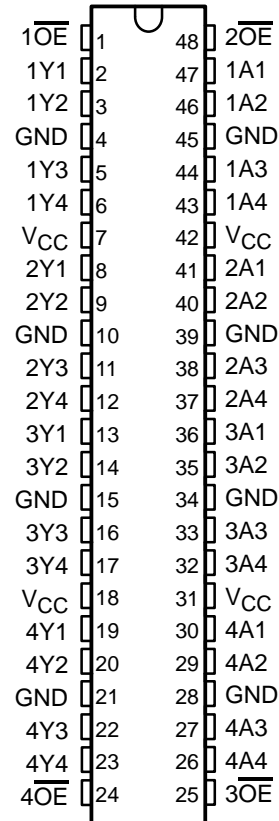 1O̅E̅ 1 48 2O̅E̅
1Y1 2 47 1A1
1Y2 3 46 1A2
GND 4 45 GND
1Y3 5 44 1A3
1Y4 6 43 1A4
VCC 7 42 VCC
2Y1 8 41 2A1
2Y2 9 40 2A2
GND 10 39 GND
2Y3 11 38 2A3
2Y4 12 37 2A4
3Y1 13 36 3A1
3Y2 14 35 3A2
GND 15 34 GND
3Y3 16 33 3A3
3Y4 17 32 3A4
VCC 18 31 VCC
4Y1 19 30 4A1
4Y2 20 29 4A2
GND 21 28 GND
4Y3 22 27 4A3
4Y4 23 26 4A4
4O̅E̅ 24 25 3O̅E̅